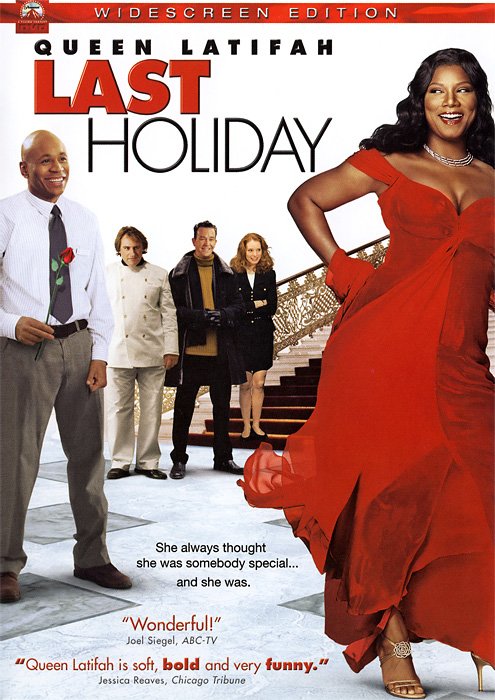 WIDESCREEN EDITION
QUEEN LATIFAH
LAST
HOLIDAY
She always thought
she was somebody special...
and she was.
"Wonderful!"
Joel Siegel, ABC-TV
"Queen Latifah is soft, bold and very funny."
Jessica Reaves, Chicago Tribune